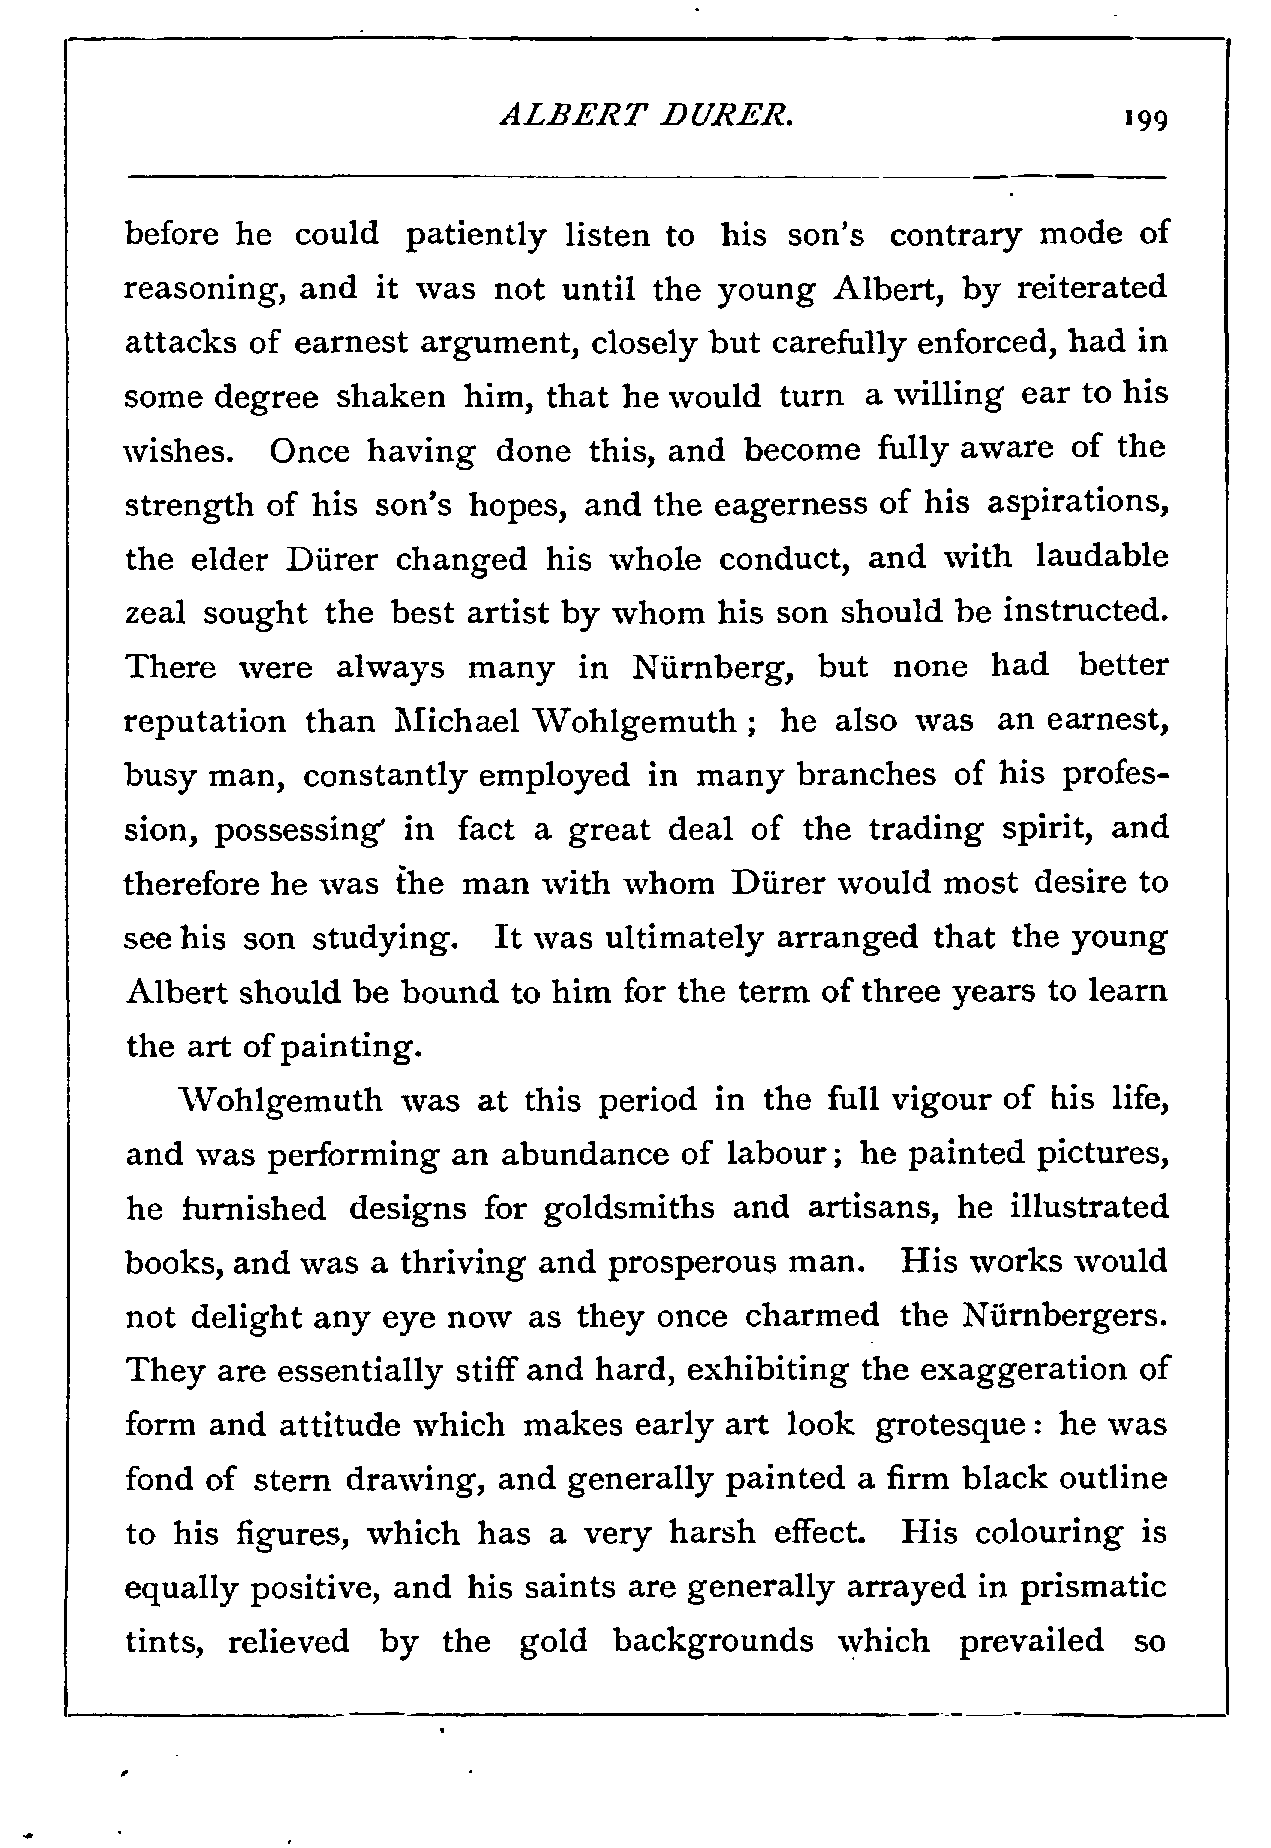 ALBERT DURER. 199
before he could patiently listen to his son's contrary mode of
reasoning, and it was not until the young Albert, by reiterated
attacks of earnest argument, closely but carefully enforced, had in
some degree shaken him, that he would turn a willing ear to his
wishes. Once having done this, and become fully aware of the
strength of his son's hopes, and the eagerness of his aspirations,
the elder Dürer changed his whole conduct, and with laudable
zeal sought the best artist by whom his son should be instructed.
There were always many in Nürnberg, but none had better
reputation than Michael Wohlgemuth ; he also was an earnest,
busy man, constantly employed in many branches of his profes-
sion, possessing in fact a great deal of the trading spirit, and
therefore he was the man with whom Dürer would most desire to
see his son studying. It was ultimately arranged that the young
Albert should be bound to him for the term of three years to learn
the art of painting.
Wohlgemuth was at this period in the full vigour of his life,
and was performing an abundance of labour; he painted pictures,
he furnished designs for goldsmiths and artisans, he illustrated
books, and was a thriving and prosperous man. His works would
not delight any eye now as they once charmed the Nürnbergers.
They are essentially stiff and hard, exhibiting the exaggeration of
form and attitude which makes early art look grotesque: he was
fond of stern drawing, and generally painted a firm black outline
to his figures, which has a very harsh effect. His colouring is
equally positive, and his saints are generally arrayed in prismatic
tints, relieved by the gold backgrounds which prevailed so